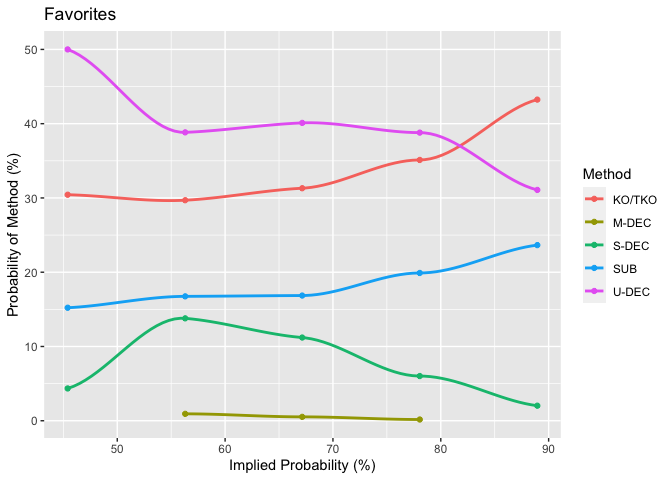 Favorites
Probability of Method (%)
50
40
30
20
10
0
50 60 70 80 90
Implied Probability (%)
Method
KO/TKO
M-DEC
S-DEC
SUB
U-DEC